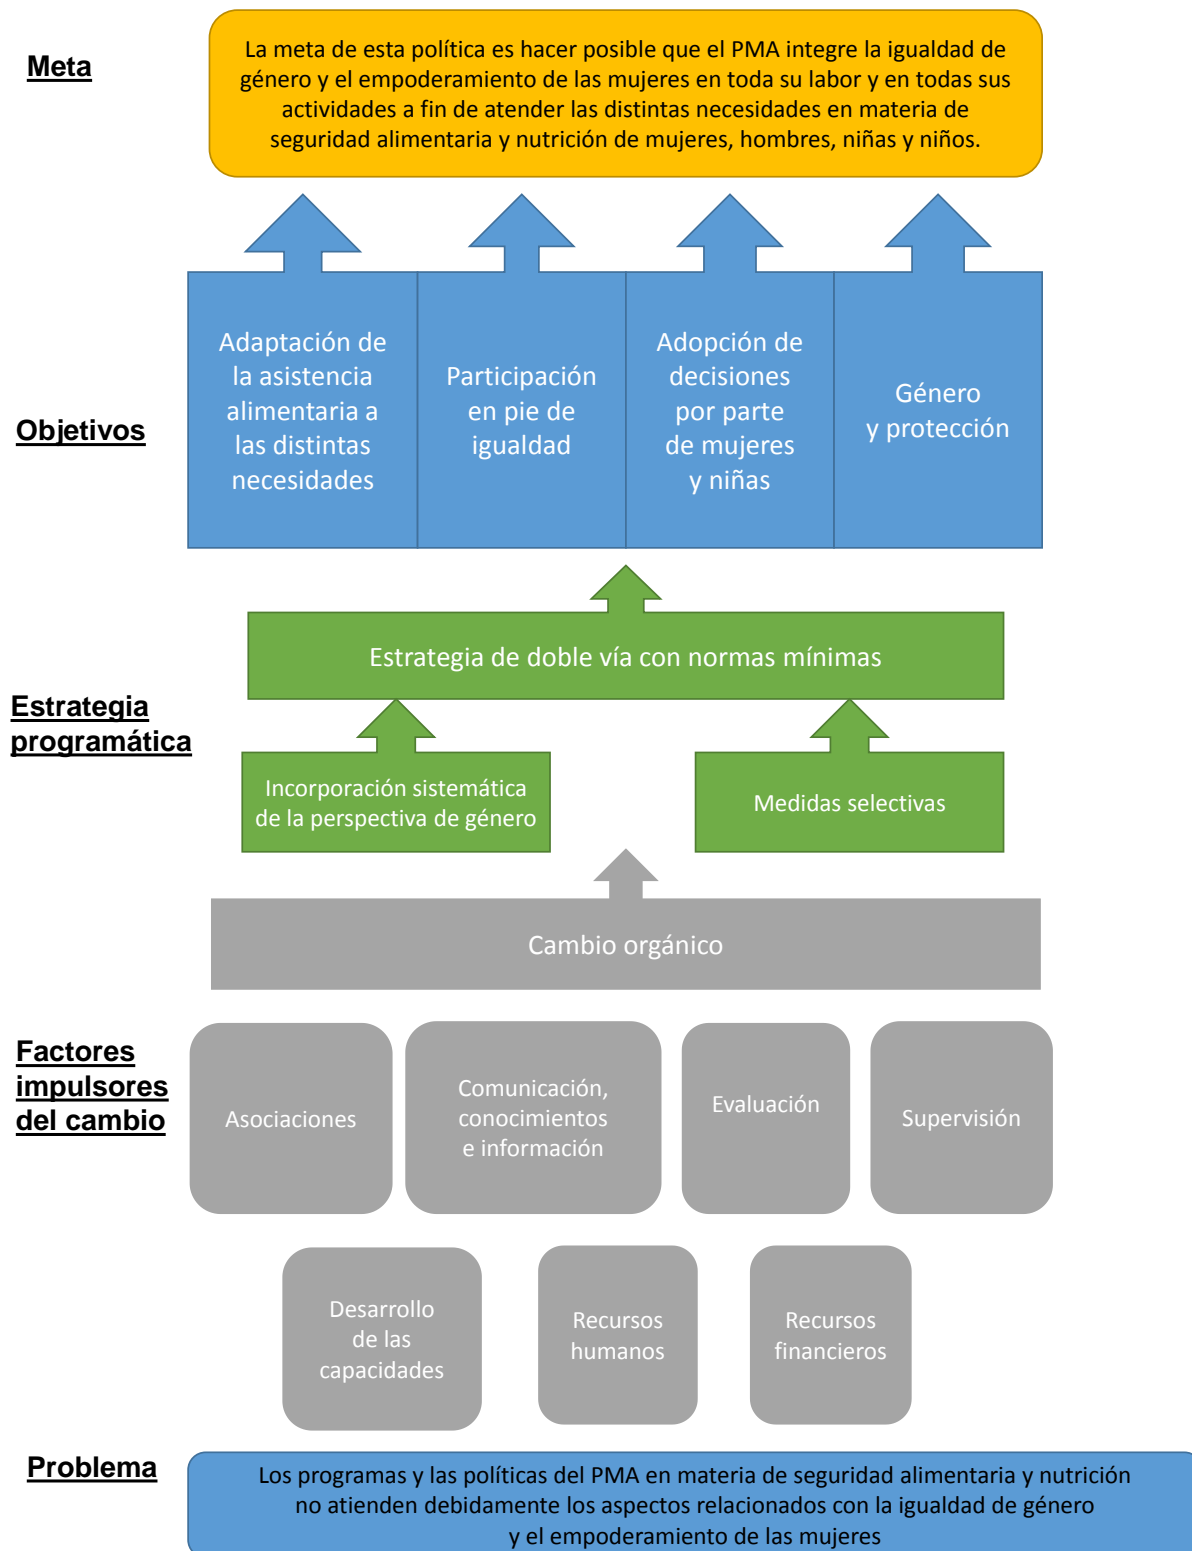 Meta
La meta de esta política es hacer posible que el PMA integre la igualdad de
género y el empoderamiento de las mujeres en toda su labor y en todas sus
actividades a fin de atender las distintas necesidades en materia de
seguridad alimentaria y nutrición de mujeres, hombres, niñas y niños.
Objetivos
Adaptación de
la asistencia
alimentaria a
las distintas
necesidades
Participación
en pie de
igualdad
Adopción de
decisiones
por parte
de mujeres
y niñas
Género
y protección
Estrategia
programática
Estrategia de doble vía con normas mínimas
Incorporación sistemática
de la perspectiva de género
Medidas selectivas
Cambio orgánico
Factores
impulsores
del cambio
Asociaciones
Comunicación,
conocimientos
e información
Evaluación
Supervisión
Desarrollo
de las
capacidades
Recursos
humanos
Recursos
financieros
Problema
Los programas y las políticas del PMA en materia de seguridad alimentaria y nutrición
no atienden debidamente los aspectos relacionados con la igualdad de género
y el empoderamiento de las mujeres